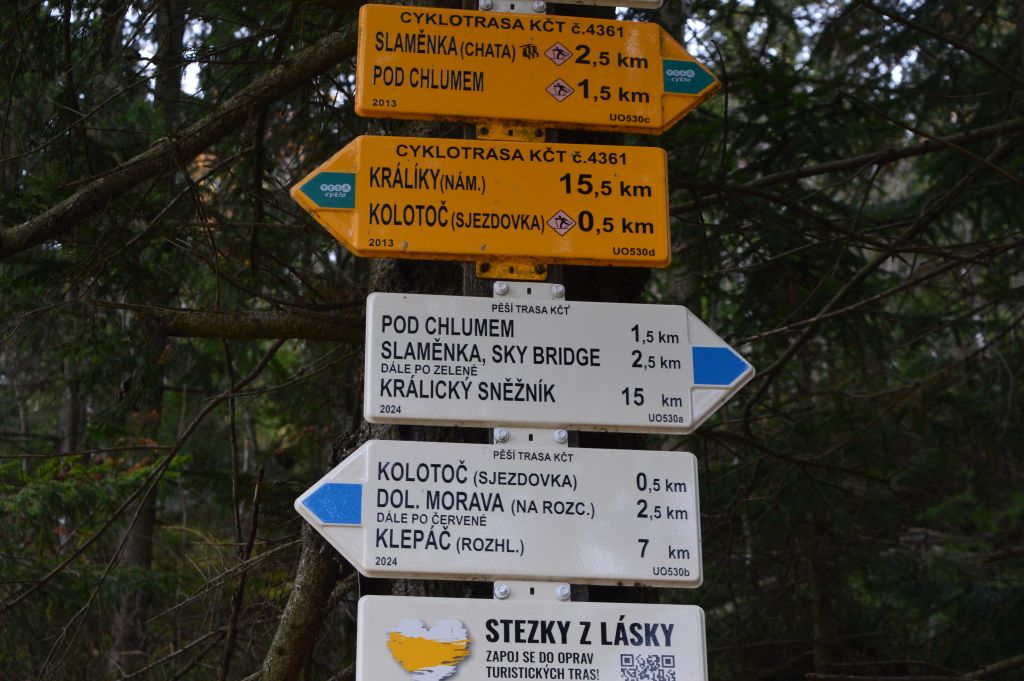 CYKLOTRASA KČT č.4361
SLAMĚNKA (CHATA) 2,5 km
POD CHLUMEM 1,5 km
VESA
cyklo
2013 UO530c
CYKLOTRASA KČT č.4361
VESA
cyklo
KRÁLÍKY (NÁM.) 15,5 km
KOLOTOČ (SJEZDOVKA) 0,5 km
2013 UO530d
PĚŠÍ TRASA KČT
POD CHLUMEM 1,5 km
SLAMĚNKA, SKY BRIDGE 2,5 km
DÁLE PO ZELENÉ
KRÁLICKÝ SNĚŽNÍK 15 km
2024 UO530a
PĚŠÍ TRASA KČT
KOLOTOČ (SJEZDOVKA) 0,5 km
DOL. MORAVA (NA ROZC.) 2,5 km
DÁLE PO ČERVENÉ
KLEPÁČ (ROZHL.) 7 km
2024 UO530b
STEZKY Z LÁSKY
ZAPOJ SE DO OPRAV
TURISTICKÝCH TRAS!